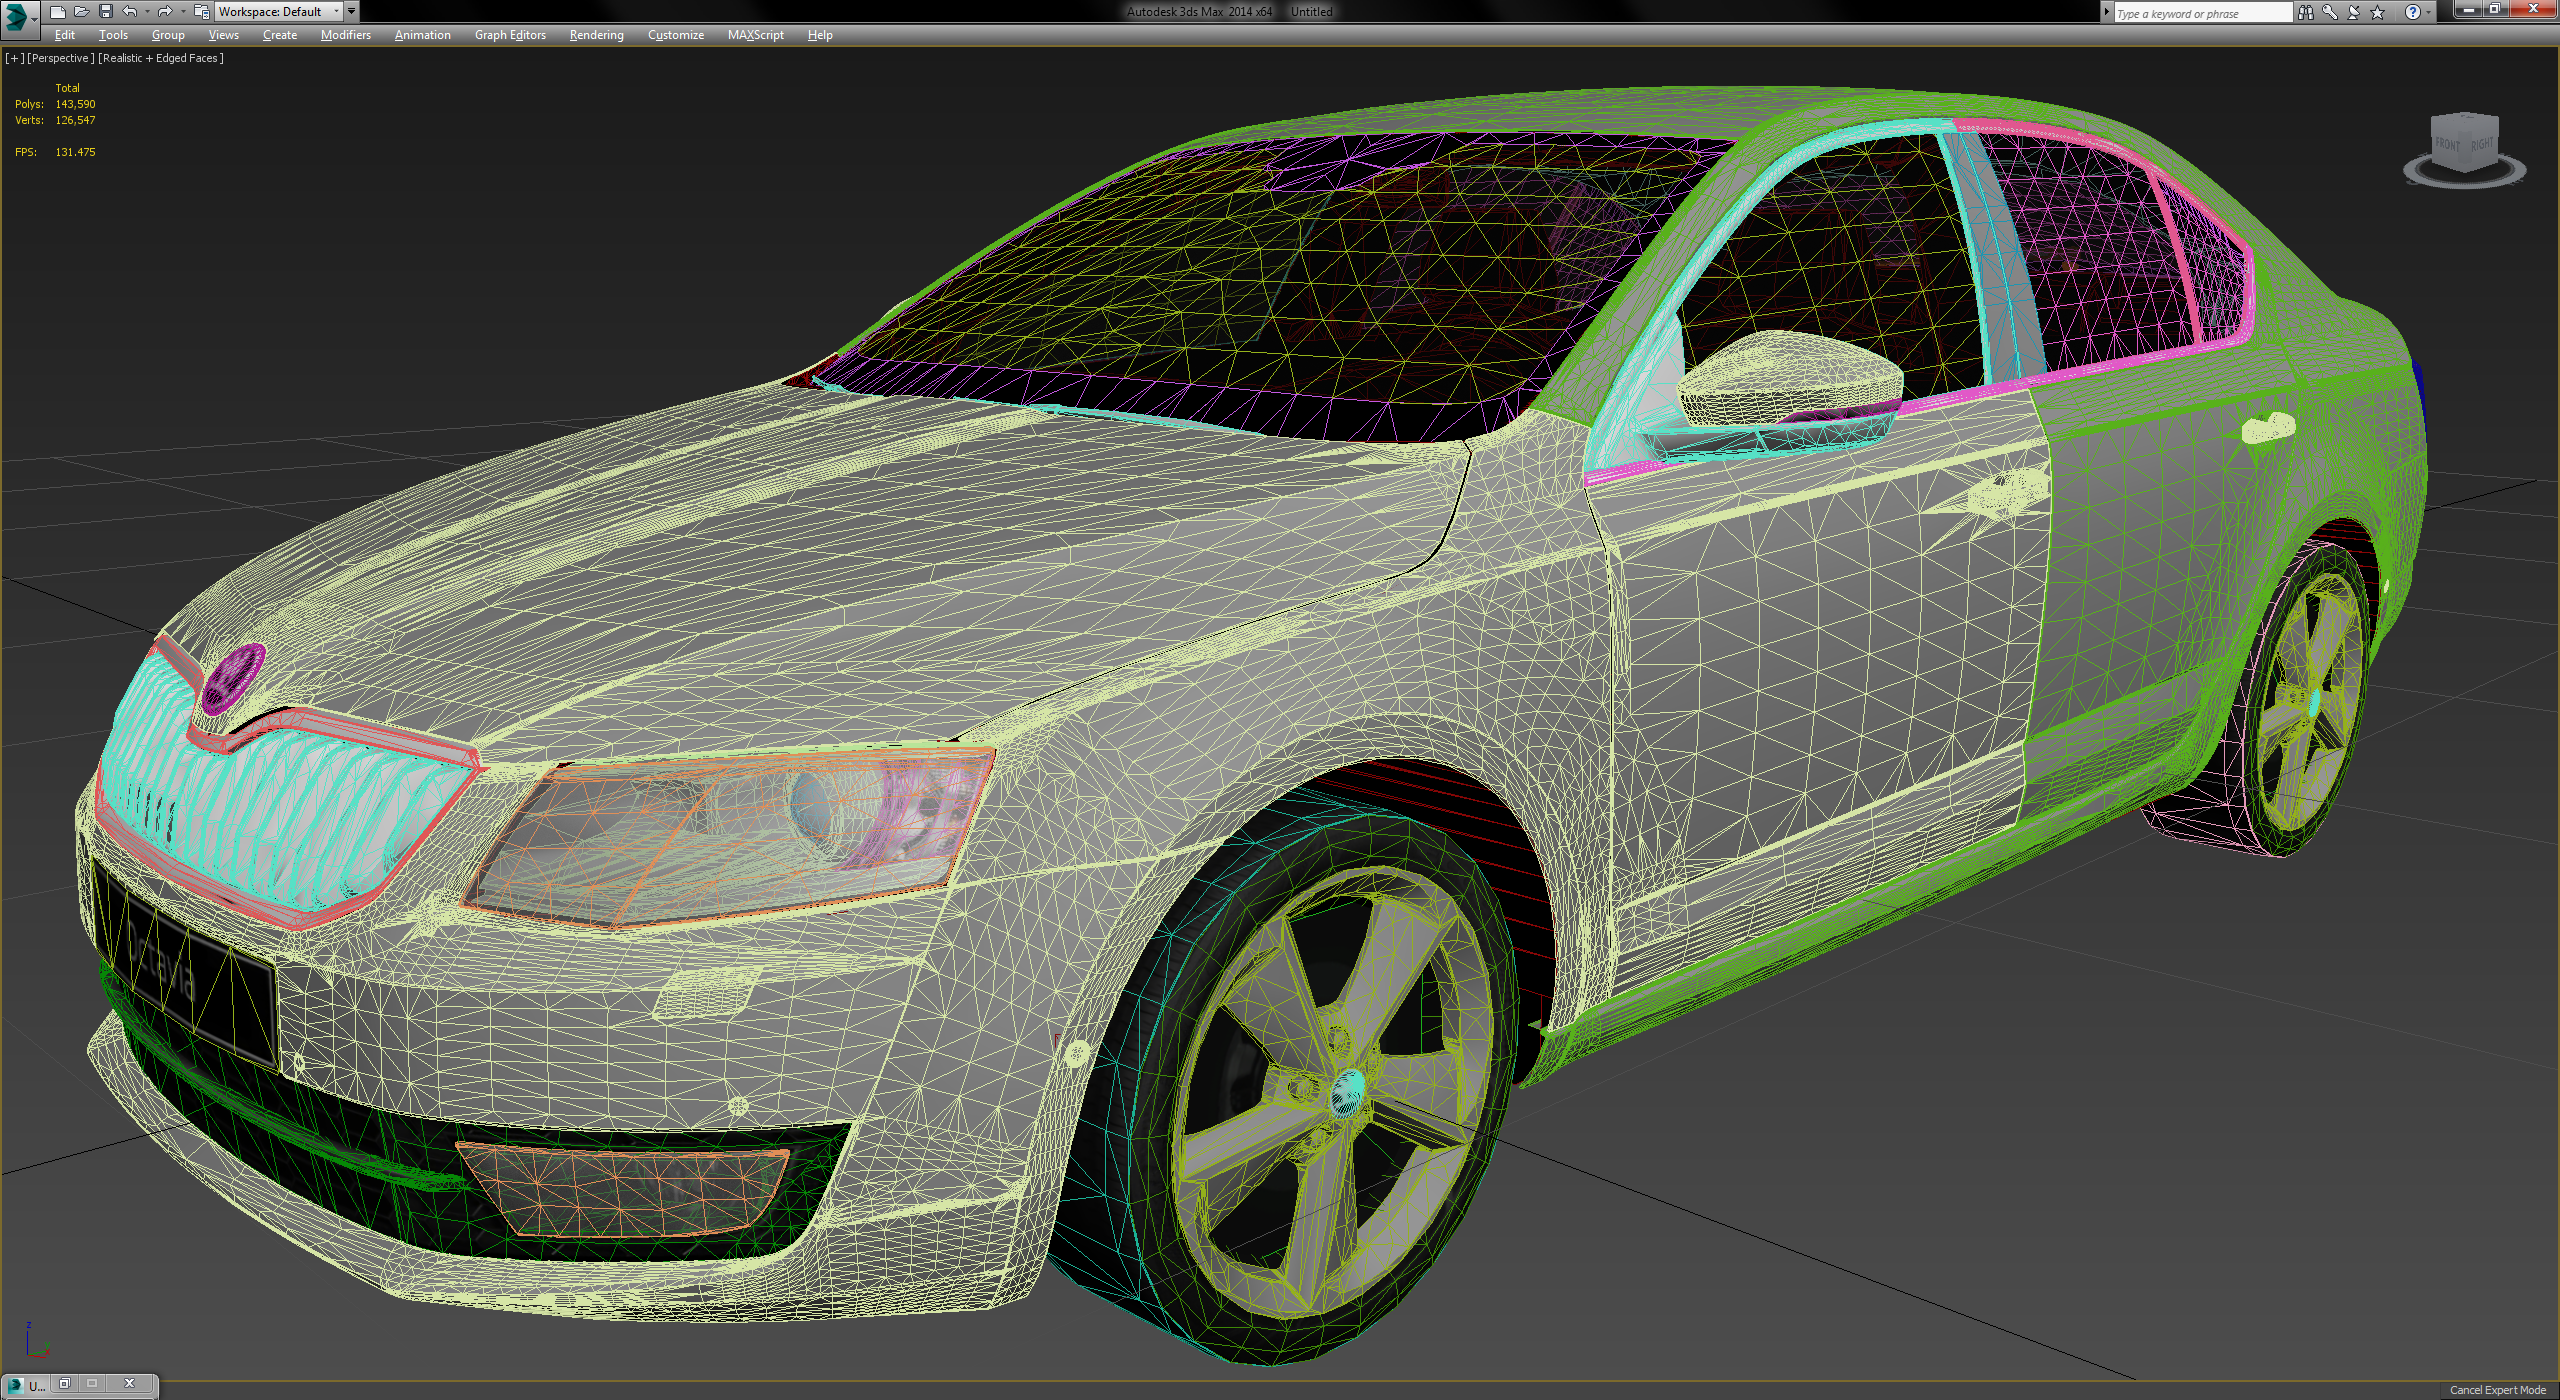 Workspace: Default
Autodesk 3ds Max 2014 x64 Untitled
Type a keyword or phrase
Edit Tools Group Views Create Modifiers Animation Graph Editors Rendering Customize MAXScript Help
[+] [Perspective ] [Realistic + Edged Faces ]
Total
Polys: 143,590
Verts: 126,547
FPS: 131.475
FRONT RIGHT
Octavia
z
U...
Cancel Expert Mode